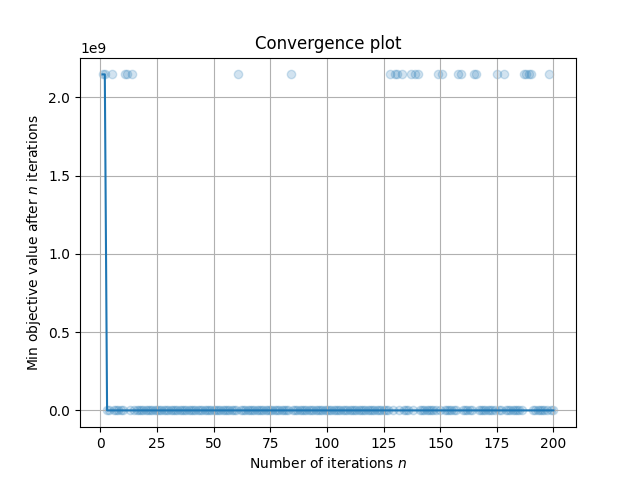 Convergence plot
1e9
2.0
1.5
1.0
0.5
0.0
Min objective value after n iterations
0 25 50 75 100 125 150 175 200
Number of iterations n